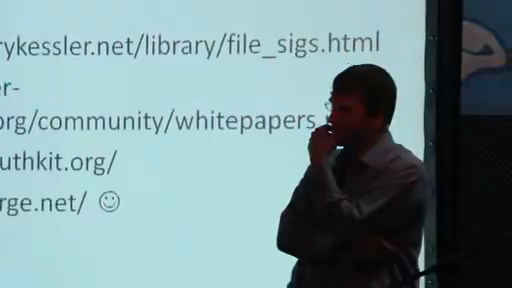 rykessler.net/library/file_sigs.html
er-
org/community/whitepapers
uthkit.org/
rge.net/ ☺